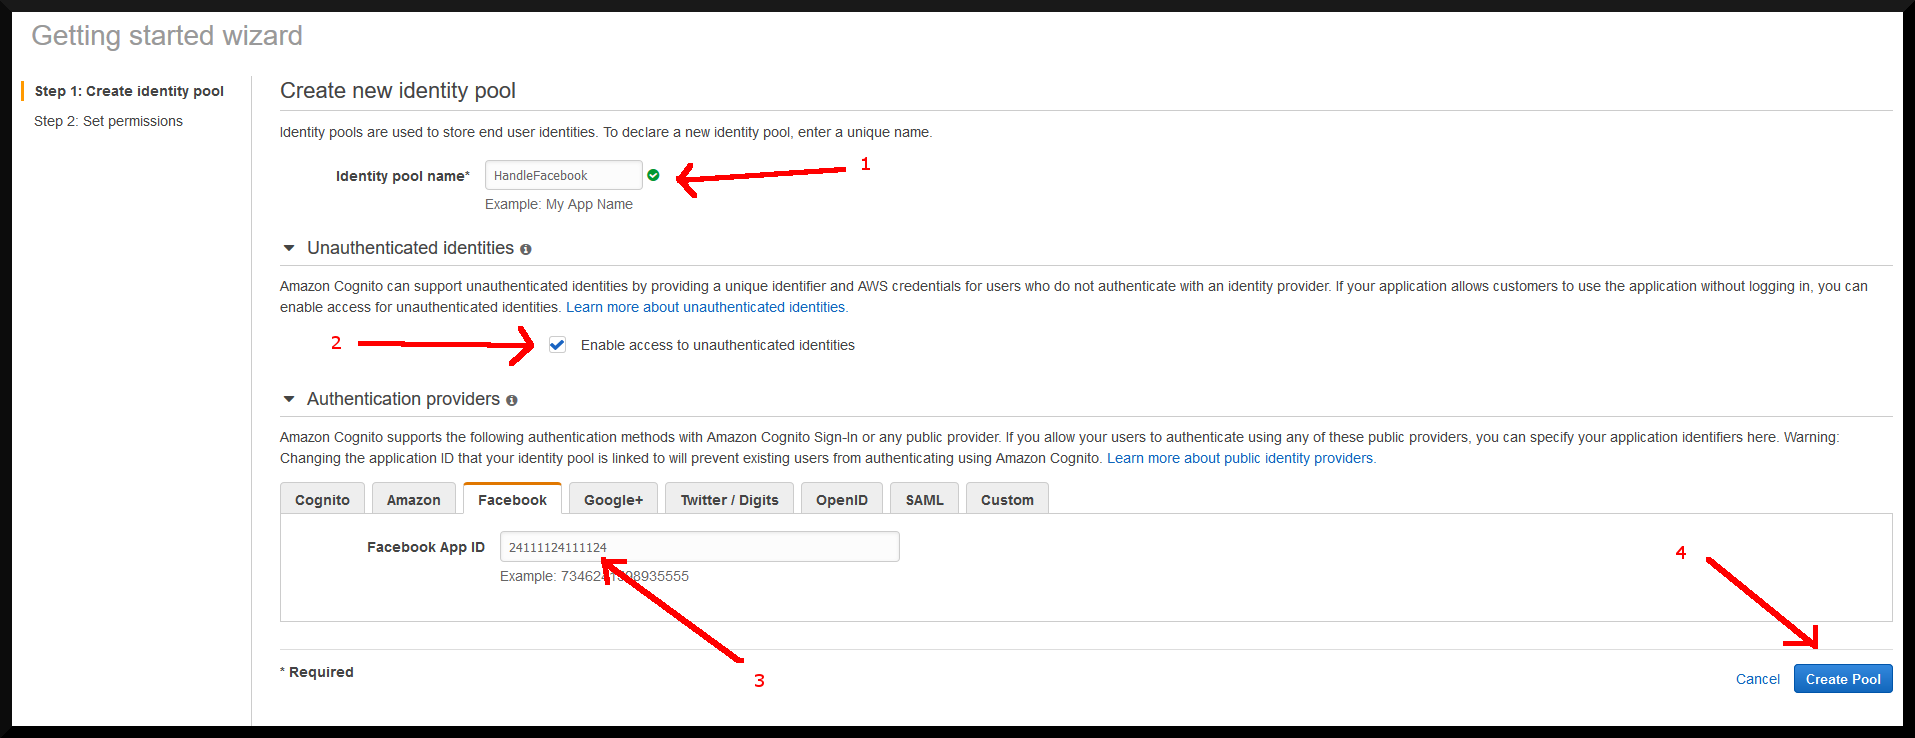 Getting started wizard
Step 1: Create identity pool
Step 2: Set permissions
Create new identity pool
Identity pools are used to store end user identities. To declare a new identity pool, enter a unique name.
Identity pool name* HandleFacebook
1
Example: My App Name
Unauthenticated identities
Amazon Cognito can support unauthenticated identities by providing a unique identifier and AWS credentials for users who do not authenticate with an identity provider. If your application allows customers to use the application without logging in, you can
enable access for unauthenticated identities. Learn more about unauthenticated identities.
2
Enable access to unauthenticated identities
Authentication providers
Amazon Cognito supports the following authentication methods with Amazon Cognito Sign-In or any public provider. If you allow your users to authenticate using any of these public providers, you can specify your application identifiers here. Warning:
Changing the application ID that your identity pool is linked to will prevent existing users from authenticating using Amazon Cognito. Learn more about public identity providers.
Cognito Amazon Facebook Google+ Twitter / Digits OpenID SAML Custom
Facebook App ID 24111124111124
Example:
4
3
* Required
Cancel Create Pool